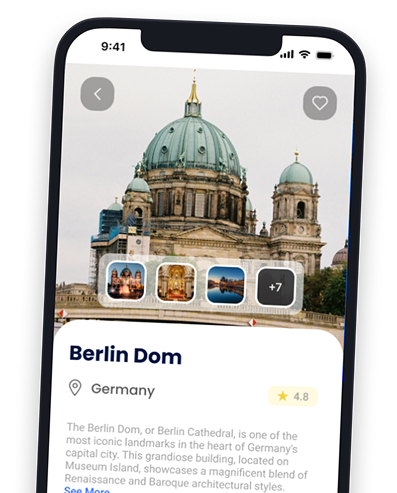 9:41
+7
Berlin Dom
Germany
4.8
The Berlin Dom, or Berlin Cathedral, is one of the
most iconic landmarks in the heart of Germany's
capital city. This grandiose building, located on
Museum Island, showcases a magnificent blend of
Renaissance and Baroque architectural styles.
See More